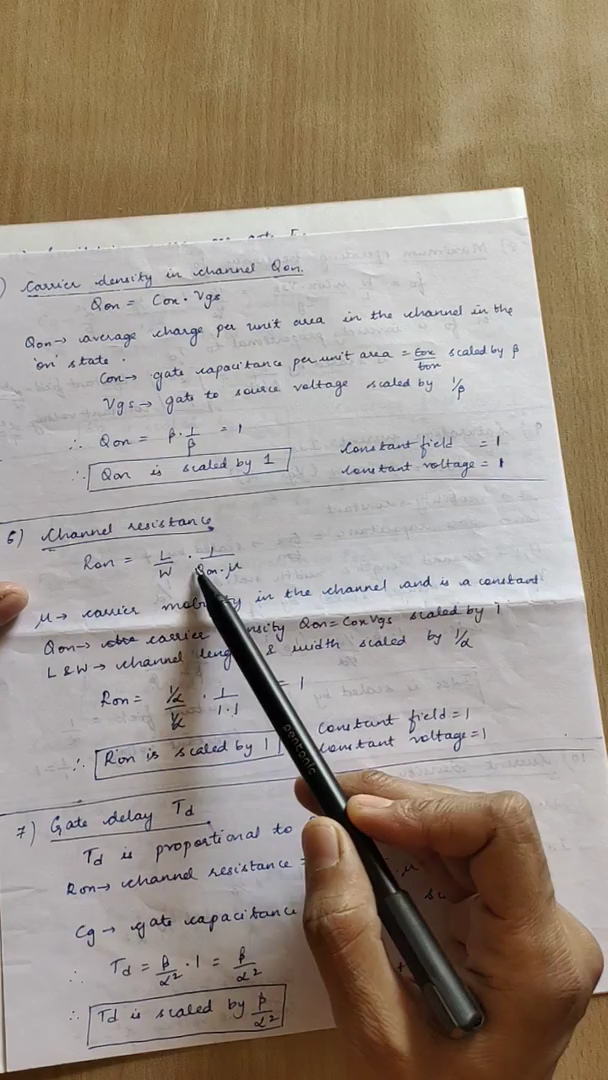 ) Carrier density in channel Qon.
Qon = Cox . Vgs
Qon → average charge per unit area in the channel in the
'on' state.
Con → gate capacitance per unit area = Eox/tox scaled by β
Vgs → gate to source voltage scaled by 1/β
∴ Qon = β . 1/β = 1
Constant field = 1
∴ Qon is scaled by 1
Constant voltage = 1
6) Channel resistance
Ron = L/W . 1/Qon . μ
μ → carrier mobility in the channel and is a constant
Qon → carrier Qon = Cox Vgs scaled by 1
L & W → channel & width scaled by 1/α
Ron = 1/α / 1/α . 1/1.1 = 1
Constant field = 1
∴ Ron is scaled by 1
Constant voltage = 1
7) Gate delay Td
Td is proportional to
Ron → channel resistance =
Cg → gate capacitance
∴ Td = β/α² . 1 = β/α²
∴ Td is scaled by β/α²
pentonic